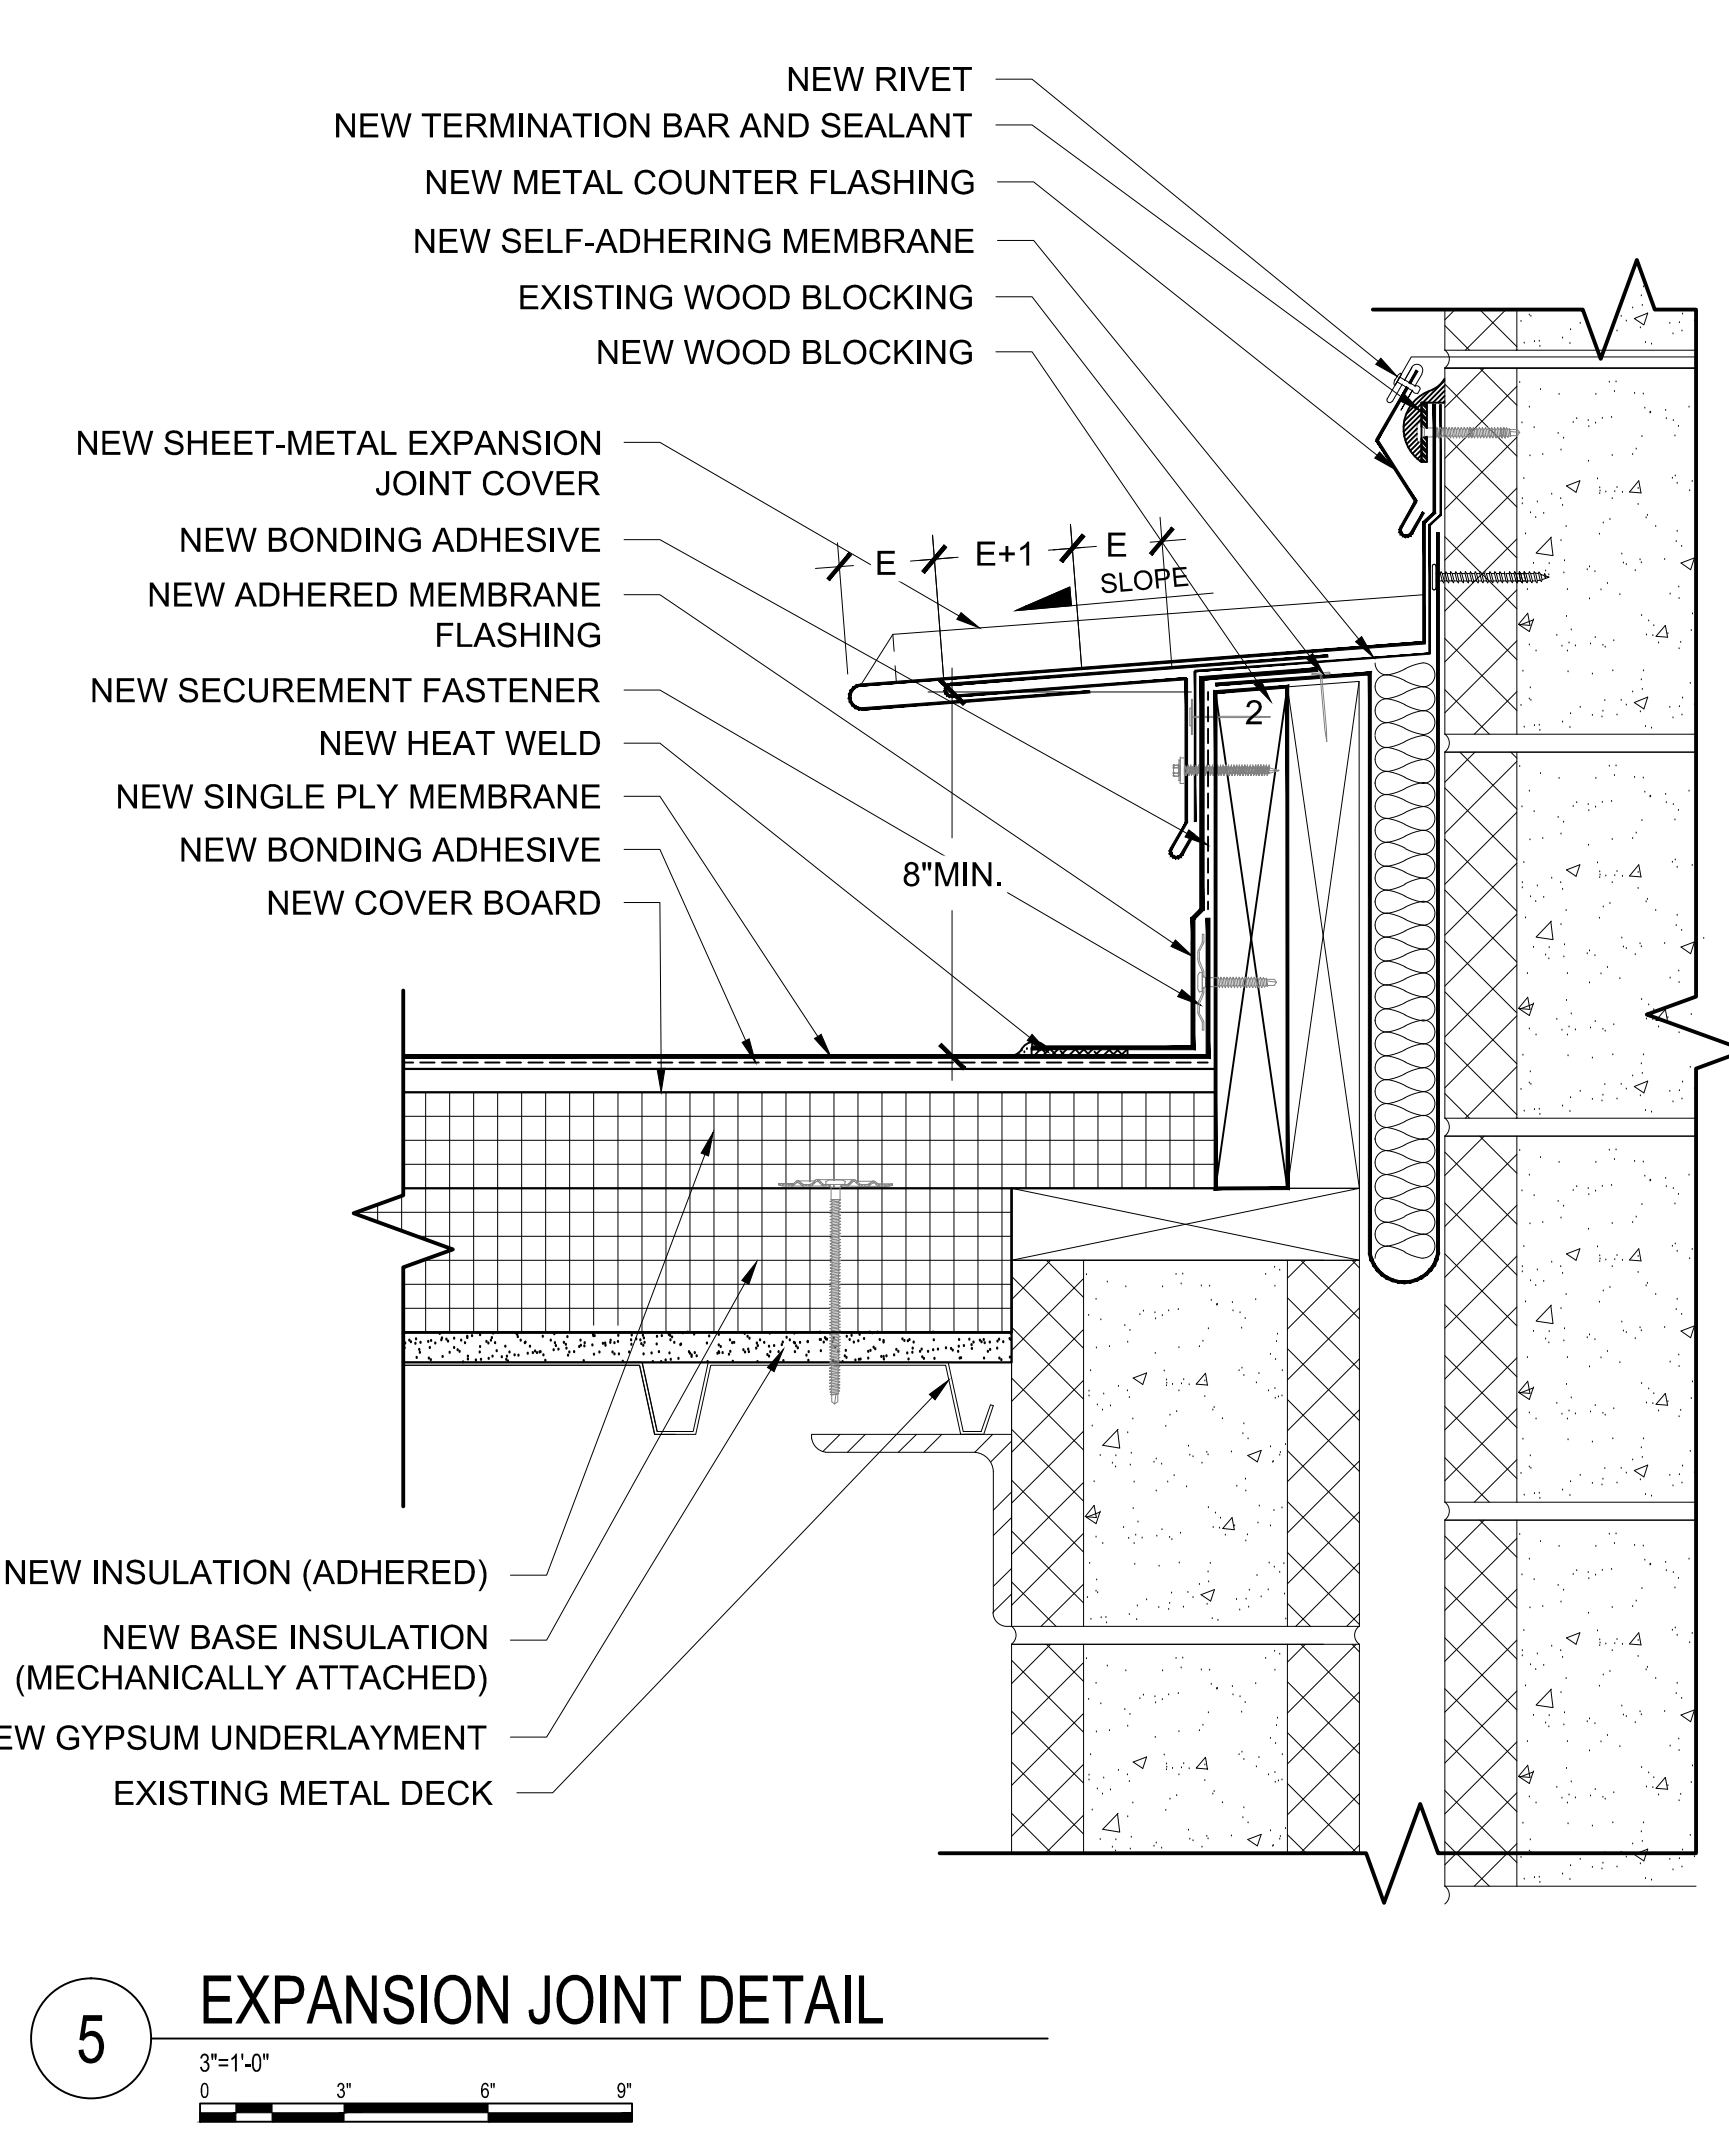 NEW RIVET
NEW TERMINATION BAR AND SEALANT
NEW METAL COUNTER FLASHING
NEW SELF-ADHERING MEMBRANE
EXISTING WOOD BLOCKING
NEW WOOD BLOCKING
NEW SHEET-METAL EXPANSION
JOINT COVER
NEW BONDING ADHESIVE
NEW ADHERED MEMBRANE
FLASHING
NEW SECUREMENT FASTENER
NEW HEAT WELD
NEW SINGLE PLY MEMBRANE
NEW BONDING ADHESIVE
NEW COVER BOARD
E
E+1
E
SLOPE
2
8"MIN.
NEW INSULATION (ADHERED)
NEW BASE INSULATION
(MECHANICALLY ATTACHED)
EW GYPSUM UNDERLAYMENT
EXISTING METAL DECK
5
EXPANSION JOINT DETAIL
3"=1'-0"
0 3" 6" 9"